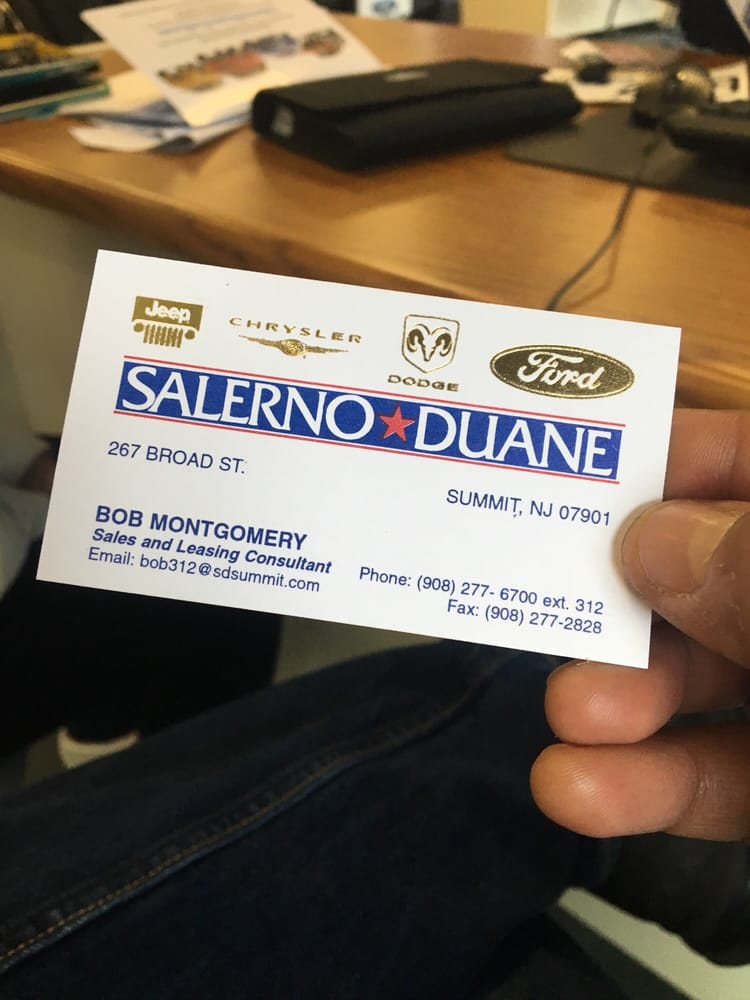 Jeep
CHRYSLER
DODGE
Ford
SALERNO DUANE
267 BROAD ST.
SUMMIT, NJ 07901
BOB MONTGOMERY
Sales and Leasing Consultant
Email: bob312@sdsummit.com
Phone: (908) 277- 6700 ext. 312
Fax: (908) 277-2828